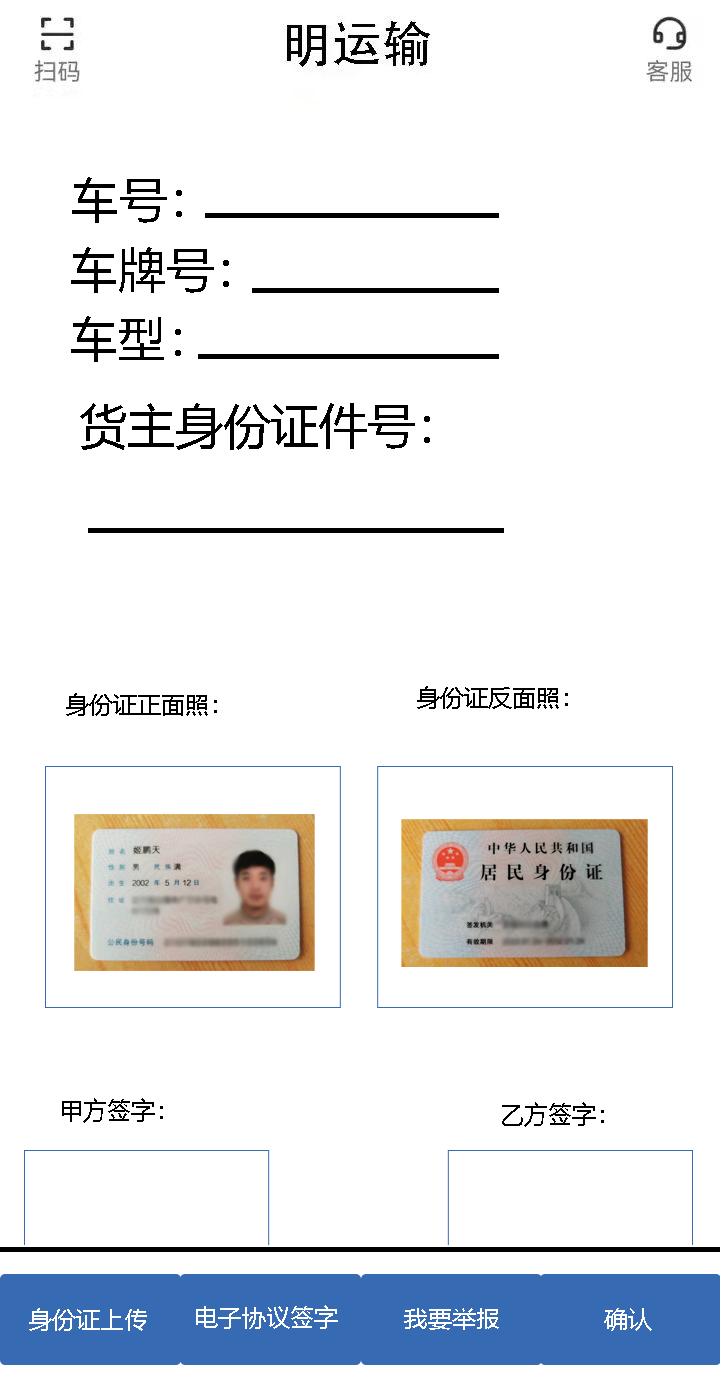 扫码
明运输
客服
车号：
车牌号：
车型：
货主身份证件号：
身份证正面照：
身份证反面照：
姓名 姬鹏天
性别 男 民族 满
出生 2002 年 5 月 12 日
住址
公民身份号码
中华人民共和国
居民身份证
签发机关
有效期限
甲方签字：
乙方签字：
身份证上传
电子协议签字
我要举报
确认